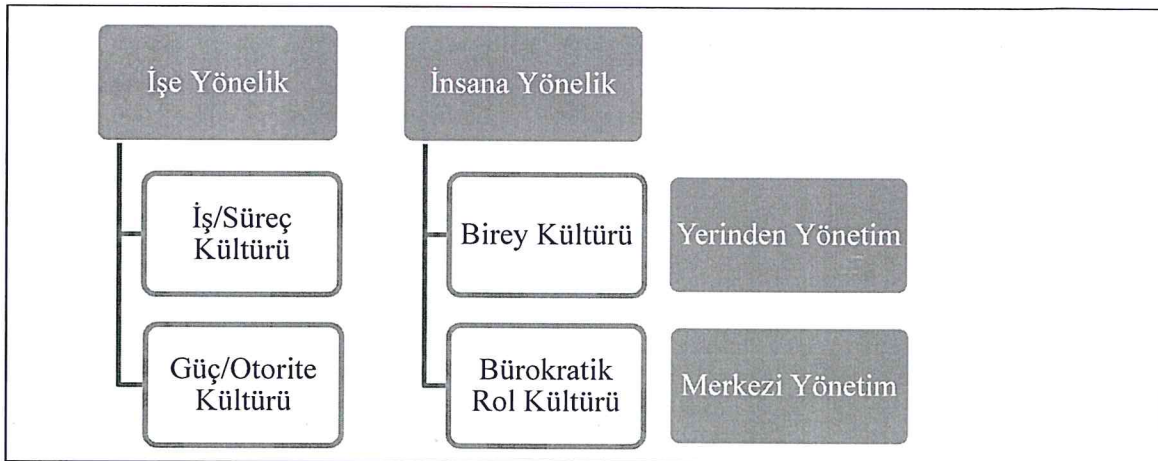 İşe Yönelik
İnsana Yönelik
İş/Süreç
Kültürü
Birey Kültürü
Yerinden Yönetim
Güç/Otorite
Kültürü
Bürokratik
Rol Kültürü
Merkezi Yönetim